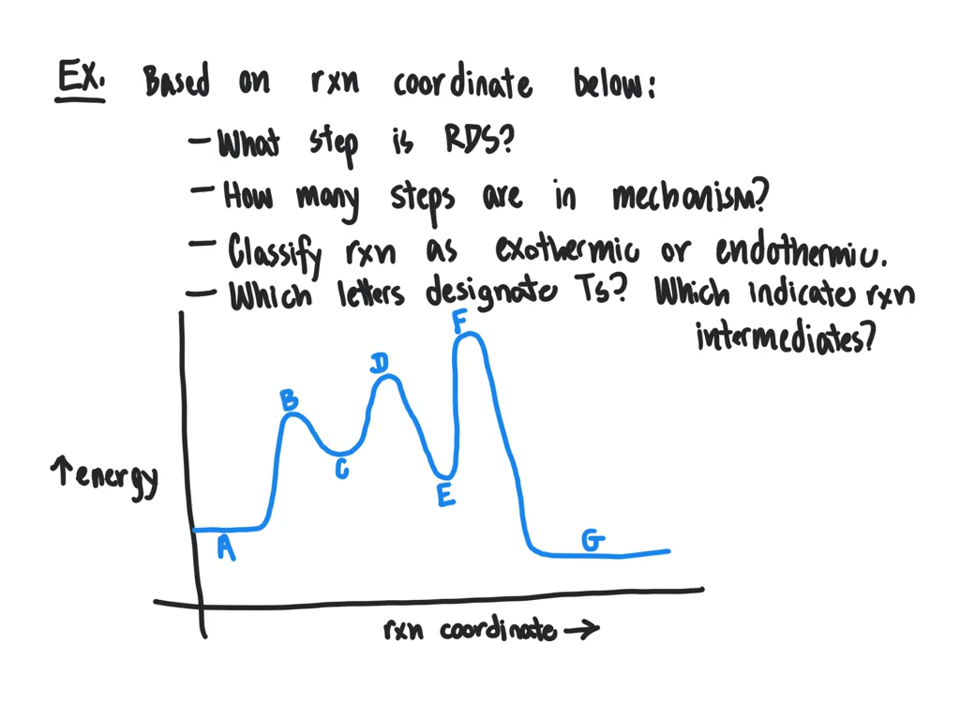 Ex. Based on rxn coordinate below:
- What step is RDS?
- How many steps are in mechanism?
- Classify rxn as exothermic or endothermic.
- Which letters designate TS? Which indicate rxn
intermediates?
F
D
B
C
E
↑energy
A
G
rxn coordinate →